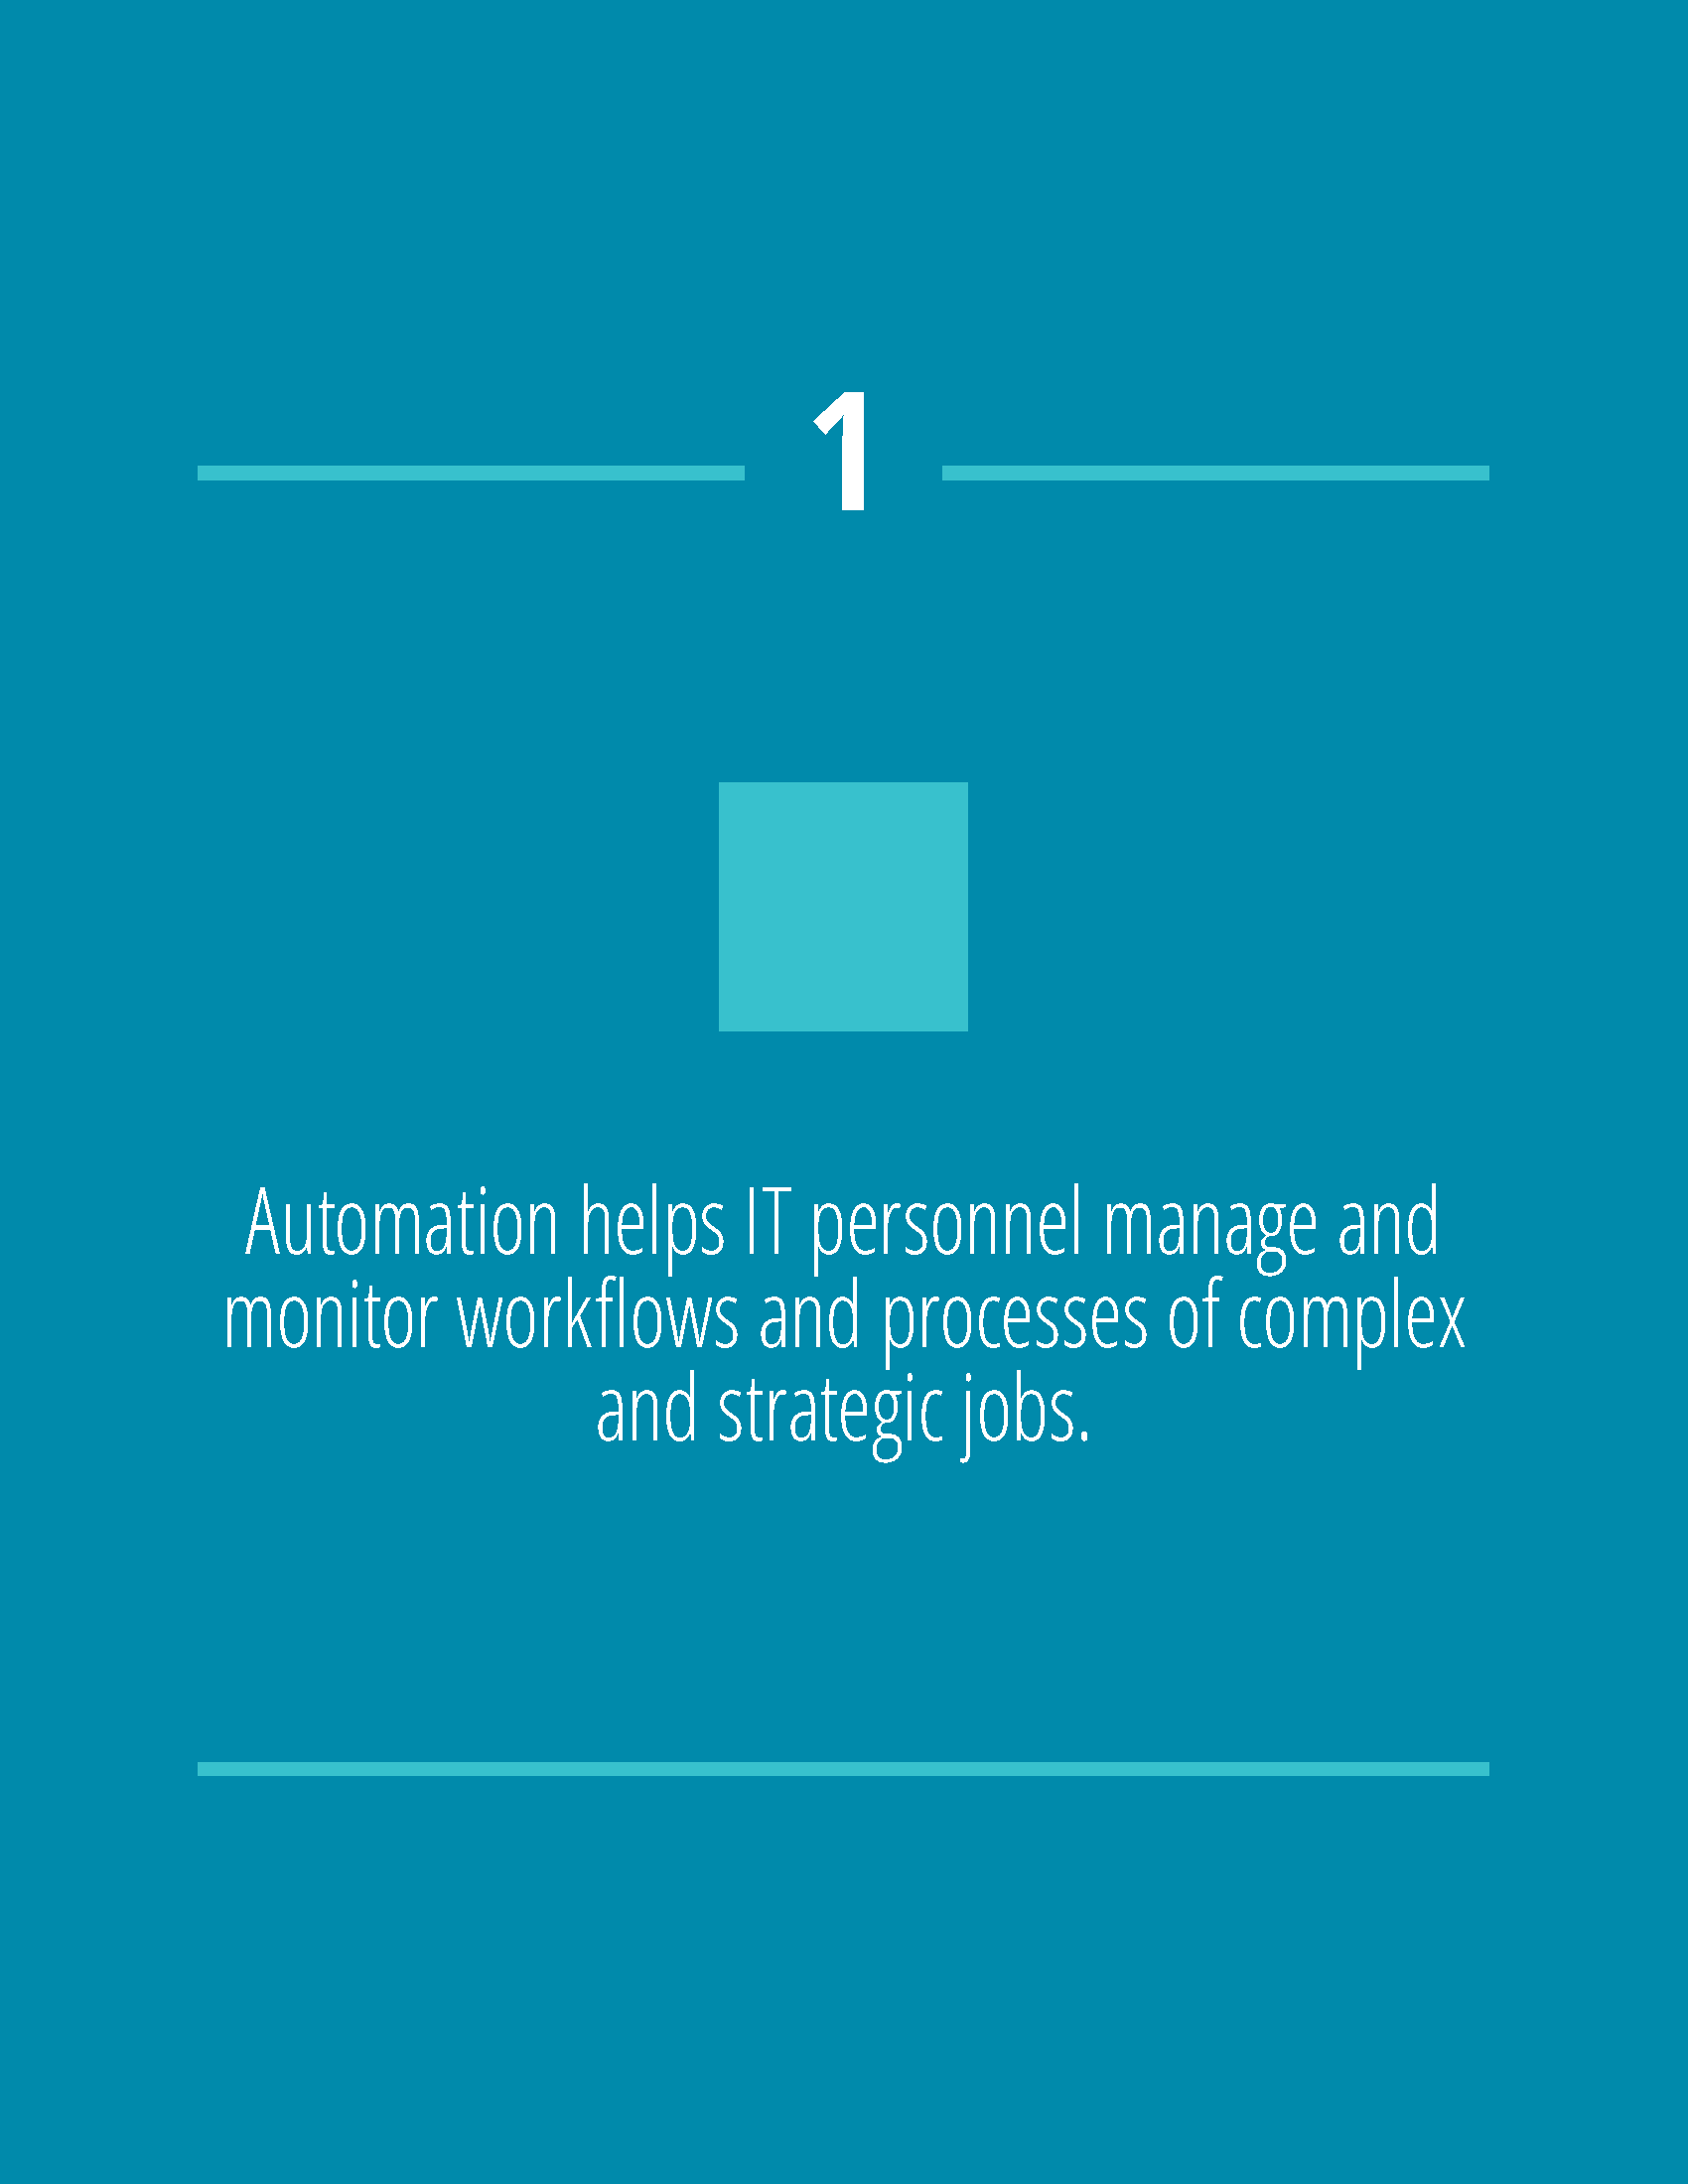 1
Automation helps IT personnel manage and
monitor workflows and processes of complex
and strategic jobs.